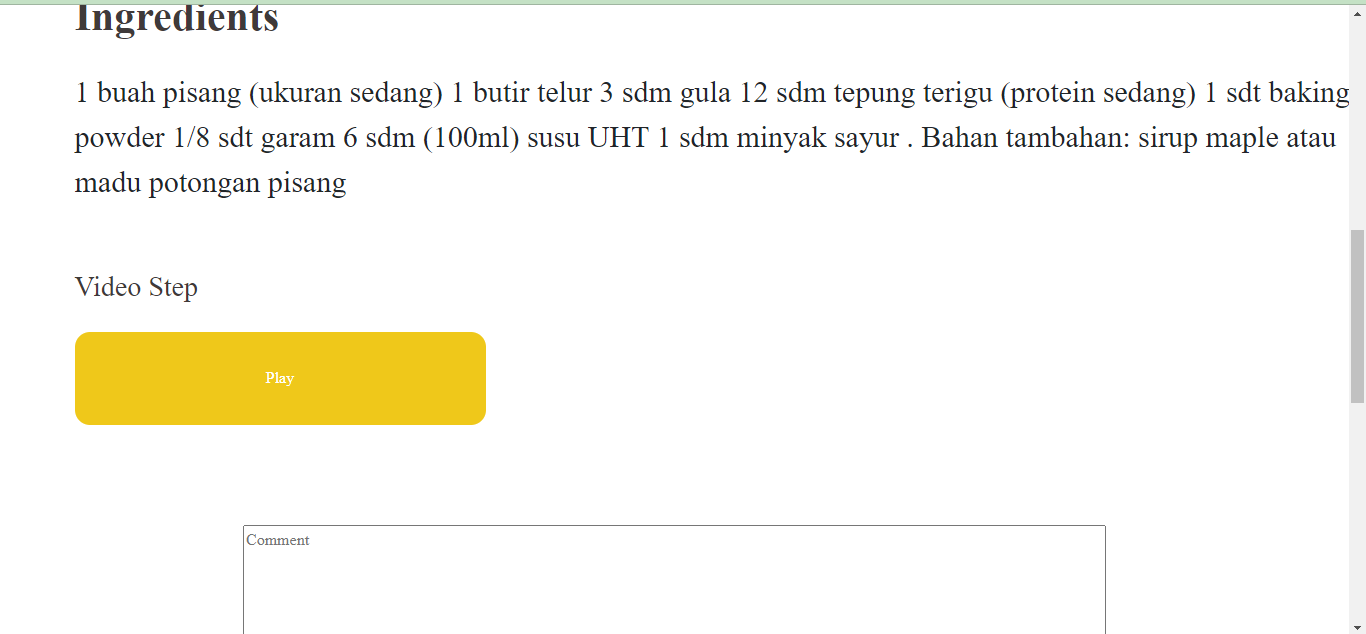 Ingredients
1 buah pisang (ukuran sedang) 1 butir telur 3 sdm gula 12 sdm tepung terigu (protein sedang) 1 sdt baking
powder 1/8 sdt garam 6 sdm (100ml) susu UHT 1 sdm minyak sayur . Bahan tambahan: sirup maple atau
madu potongan pisang
Video Step
Play
Comment